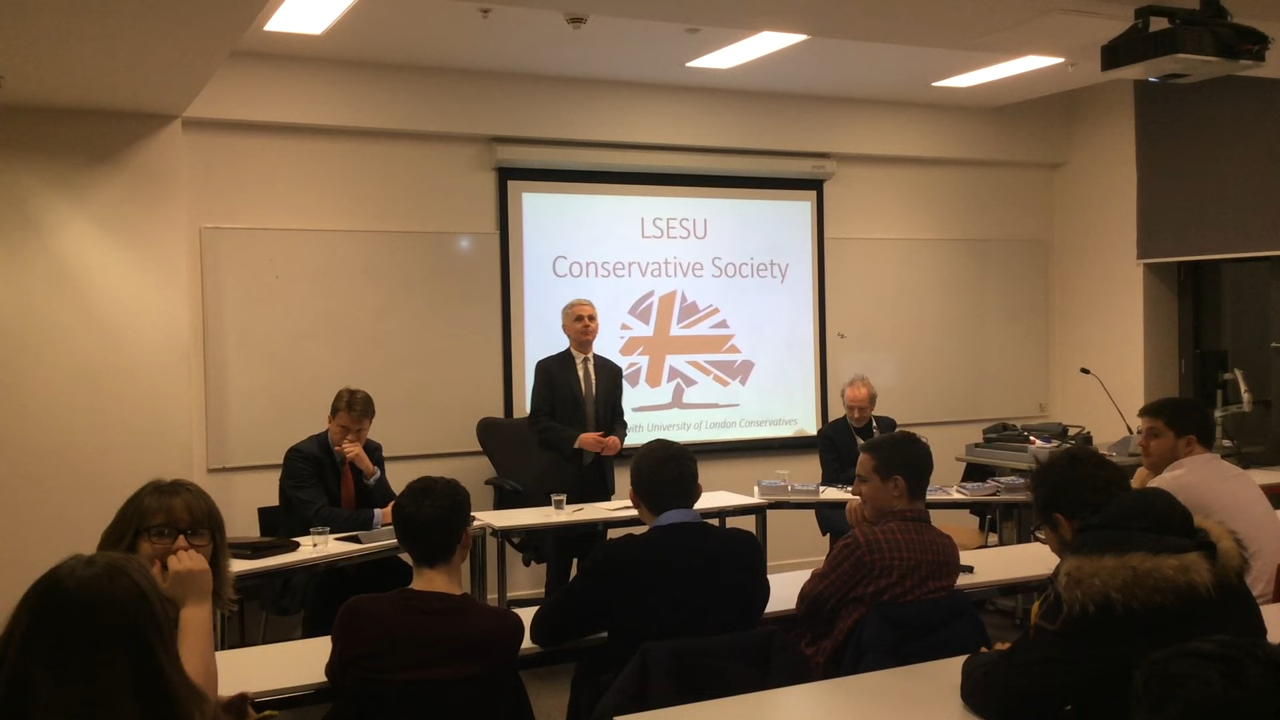 LSESU
Conservative Society
with University of London Conservatives